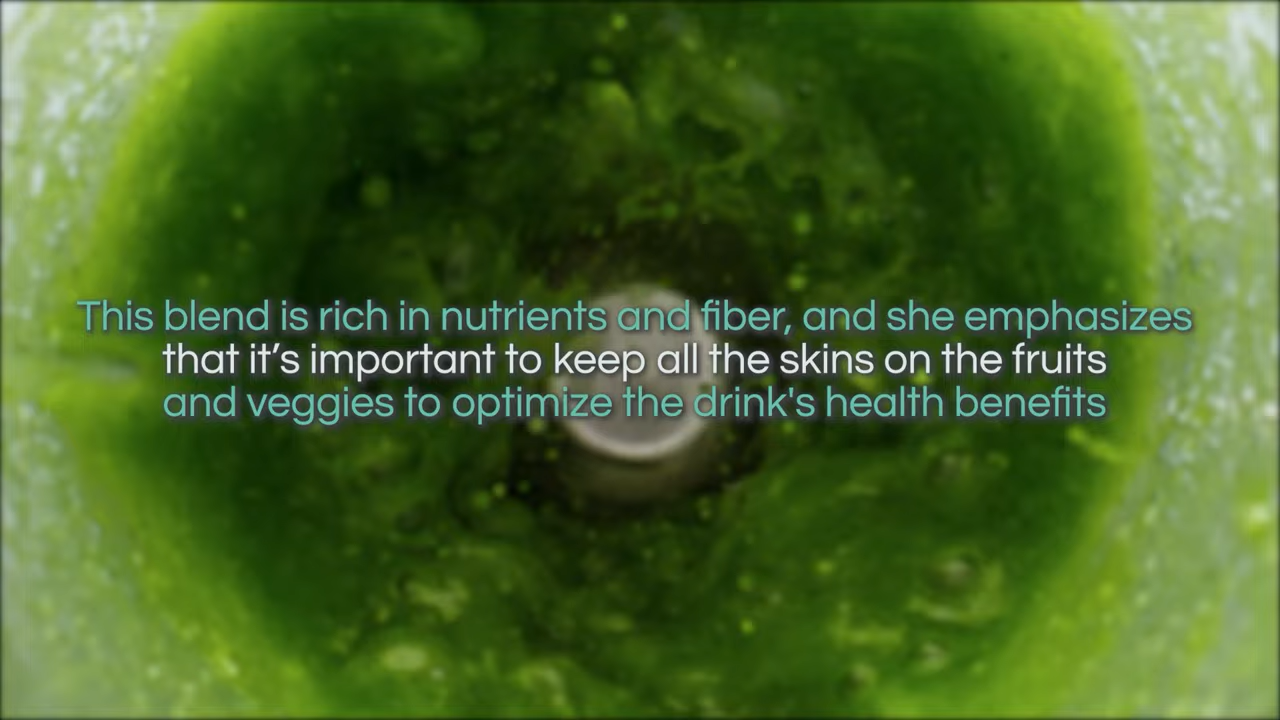 This blend is rich in nutrients and fiber, and she emphasizes
that it’s important to keep all the skins on the fruits
and veggies to optimize the drink's health benefits